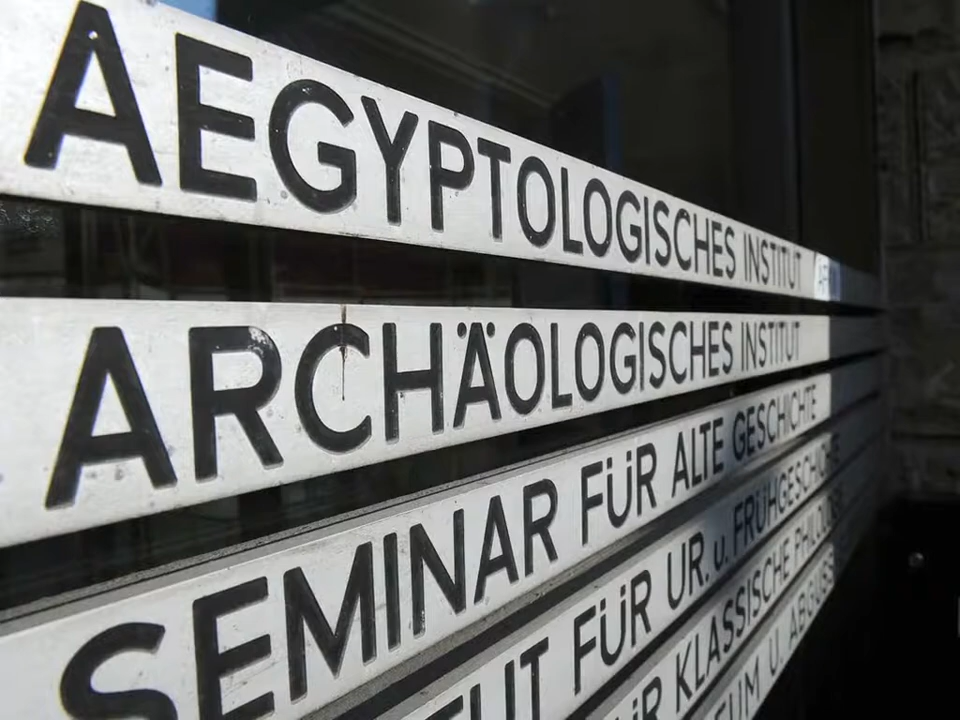 AEGYPTOLOGISCHES INSTITUT
ARCHÄOLOGISCHES INSTITUT
SEMINAR FÜR ALTE GESCHICHTE
FÜR UR. u. FRÜHGESCHICHTE
KLASSISCHE
U.